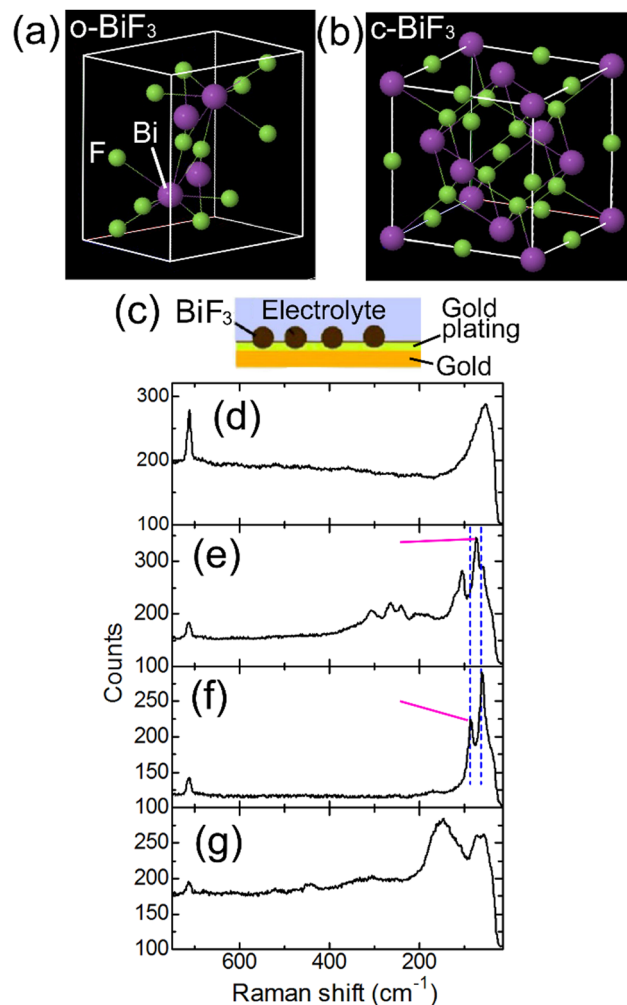 (a) o-BiF₃
(b) c-BiF₃
F
Bi
(c)
BiF₃
Electrolyte
Gold
plating
Gold
300
200
100
(d)
300
200
100
(e)
250
200
150
100
(f)
250
200
150
100
(g)
Counts
600
400
200
Raman shift (cm⁻¹)